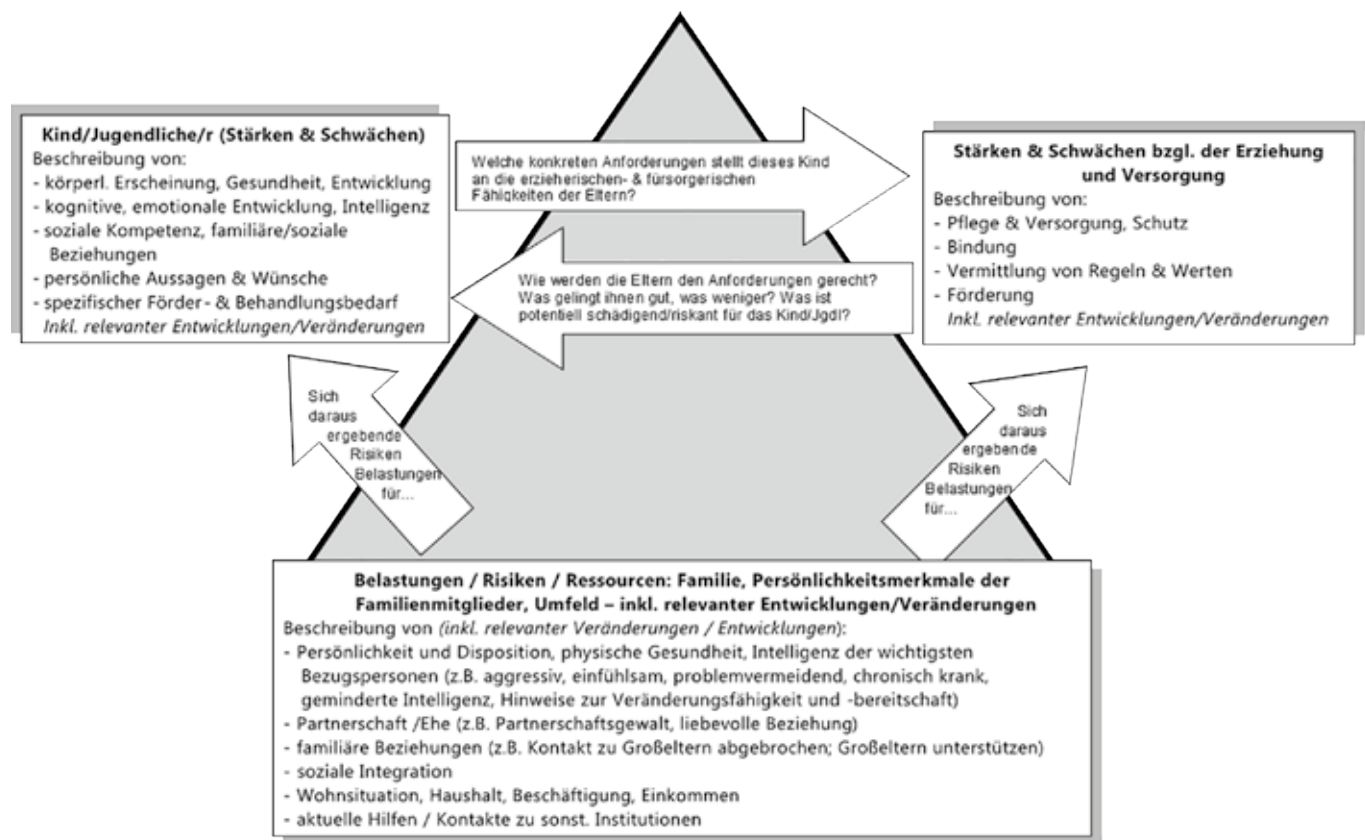 Kind/Jugendliche/r (Stärken & Schwächen)
Beschreibung von:
- körperl. Erscheinung, Gesundheit, Entwicklung
- kognitive, emotionale Entwicklung, Intelligenz
- soziale Kompetenz, familiäre/soziale
Beziehungen
- persönliche Aussagen & Wünsche
- spezifischer Förder- & Behandlungsbedarf
Inkl. relevanter Entwicklungen/Veränderungen
Welche konkreten Anforderungen stellt dieses Kind
an die erzieherischen- & fürsorgerischen
Fähigkeiten der Eltern?
Wie werden die Eltern den Anforderungen gerecht?
Was gelingt ihnen gut, was weniger? Was ist
potentiell schädigend/riskant für das Kind/Jgdl?
Stärken & Schwächen bzgl. der Erziehung
und Versorgung
Beschreibung von:
- Pflege & Versorgung, Schutz
- Bindung
- Vermittlung von Regeln & Werten
- Förderung
Inkl. relevanter Entwicklungen/Veränderungen
Sich
daraus
ergebende
Risiken
Belastungen
für...
Sich
daraus
ergebende
Risiken
Belastungen
für...
Belastungen / Risiken / Ressourcen: Familie, Persönlichkeitsmerkmale der
Familienmitglieder, Umfeld – inkl. relevanter Entwicklungen/Veränderungen
Beschreibung von (inkl. relevanter Veränderungen / Entwicklungen):
- Persönlichkeit und Disposition, physische Gesundheit, Intelligenz der wichtigsten
Bezugspersonen (z.B. aggressiv, einfühlsam, problemvermeidend, chronisch krank,
geminderte Intelligenz, Hinweise zur Veränderungsfähigkeit und -bereitschaft)
- Partnerschaft /Ehe (z.B. Partnerschaftsgewalt, liebevolle Beziehung)
- familiäre Beziehungen (z.B. Kontakt zu Großeltern abgebrochen; Großeltern unterstützen)
- soziale Integration
- Wohnsituation, Haushalt, Beschäftigung, Einkommen
- aktuelle Hilfen / Kontakte zu sonst. Institutionen